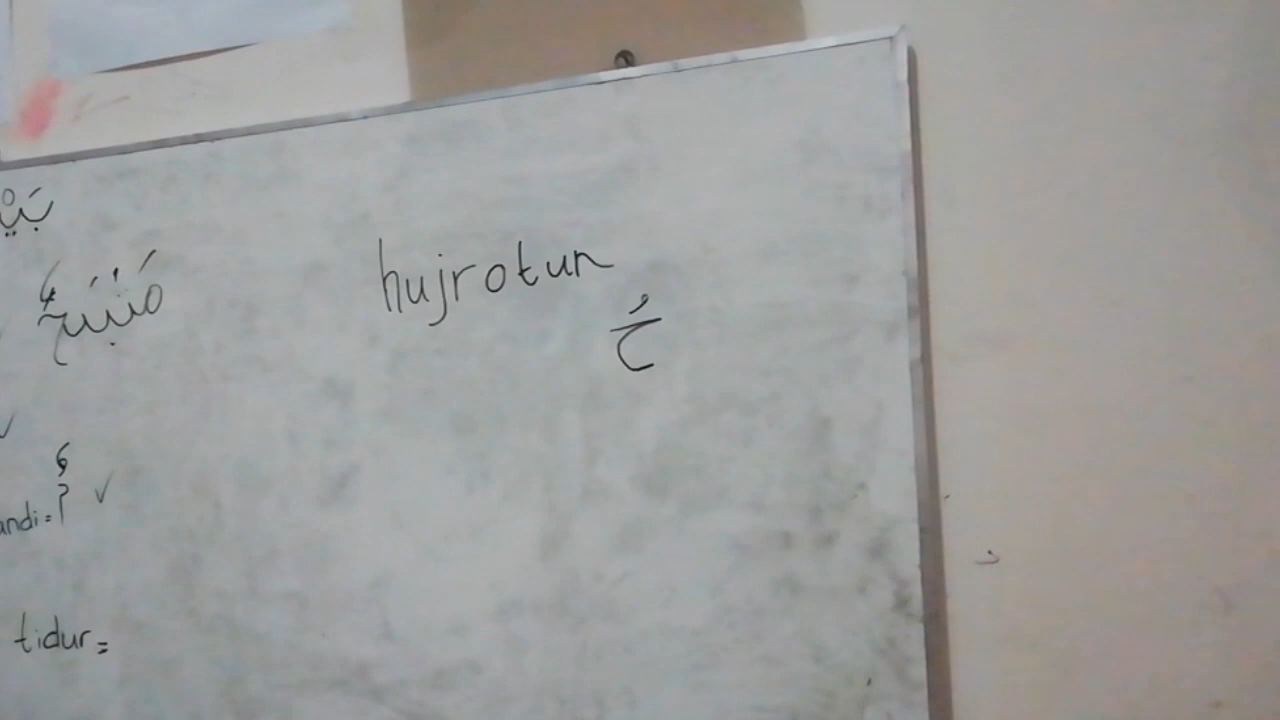 بَيْ
hujrotun
حُ
andi=
tidur=